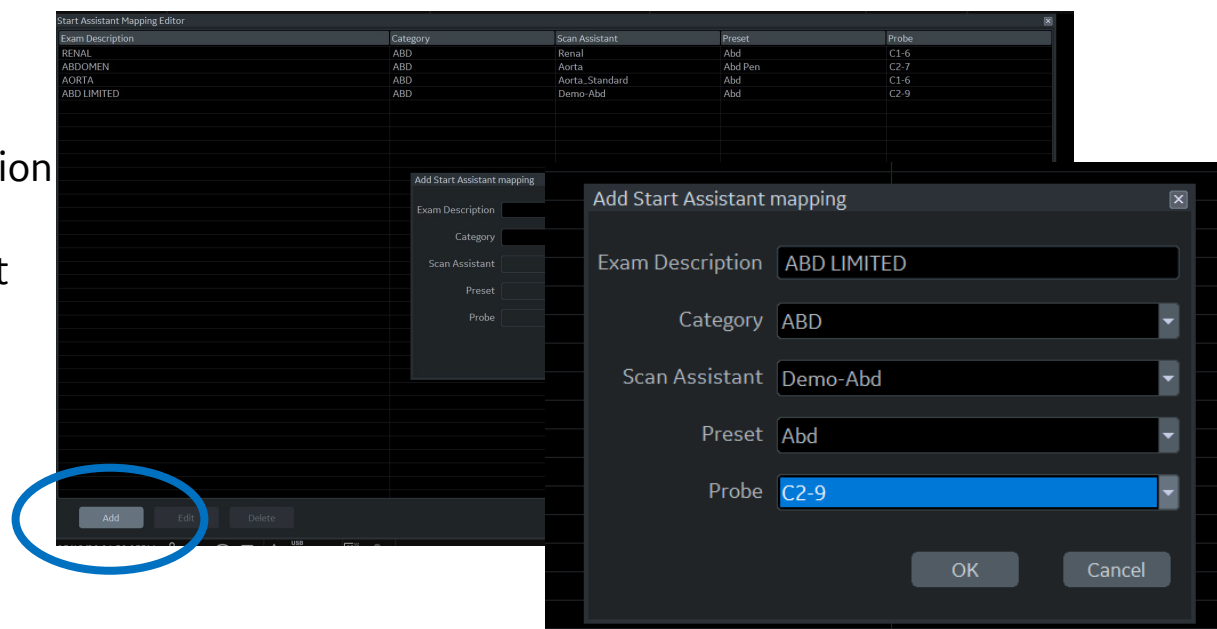 Start Assistant Mapping Editor
Exam Description Category Scan Assistant Preset Probe
RENAL ABD Renal Abd C1-6
ABDOMEN ABD Aorta Abd Pen C2-7
AORTA ABD Aorta_Standard Abd C1-6
ABD LIMITED ABD Demo-Abd Abd C2-9
ion
t
Add Start Assistant mapping
Exam Description
Category
Scan Assistant
Preset
Probe
Add Start Assistant mapping
Exam Description ABD LIMITED
Category ABD
Scan Assistant Demo-Abd
Preset Abd
Probe C2-9
OK Cancel
Add Edit Delete
USB